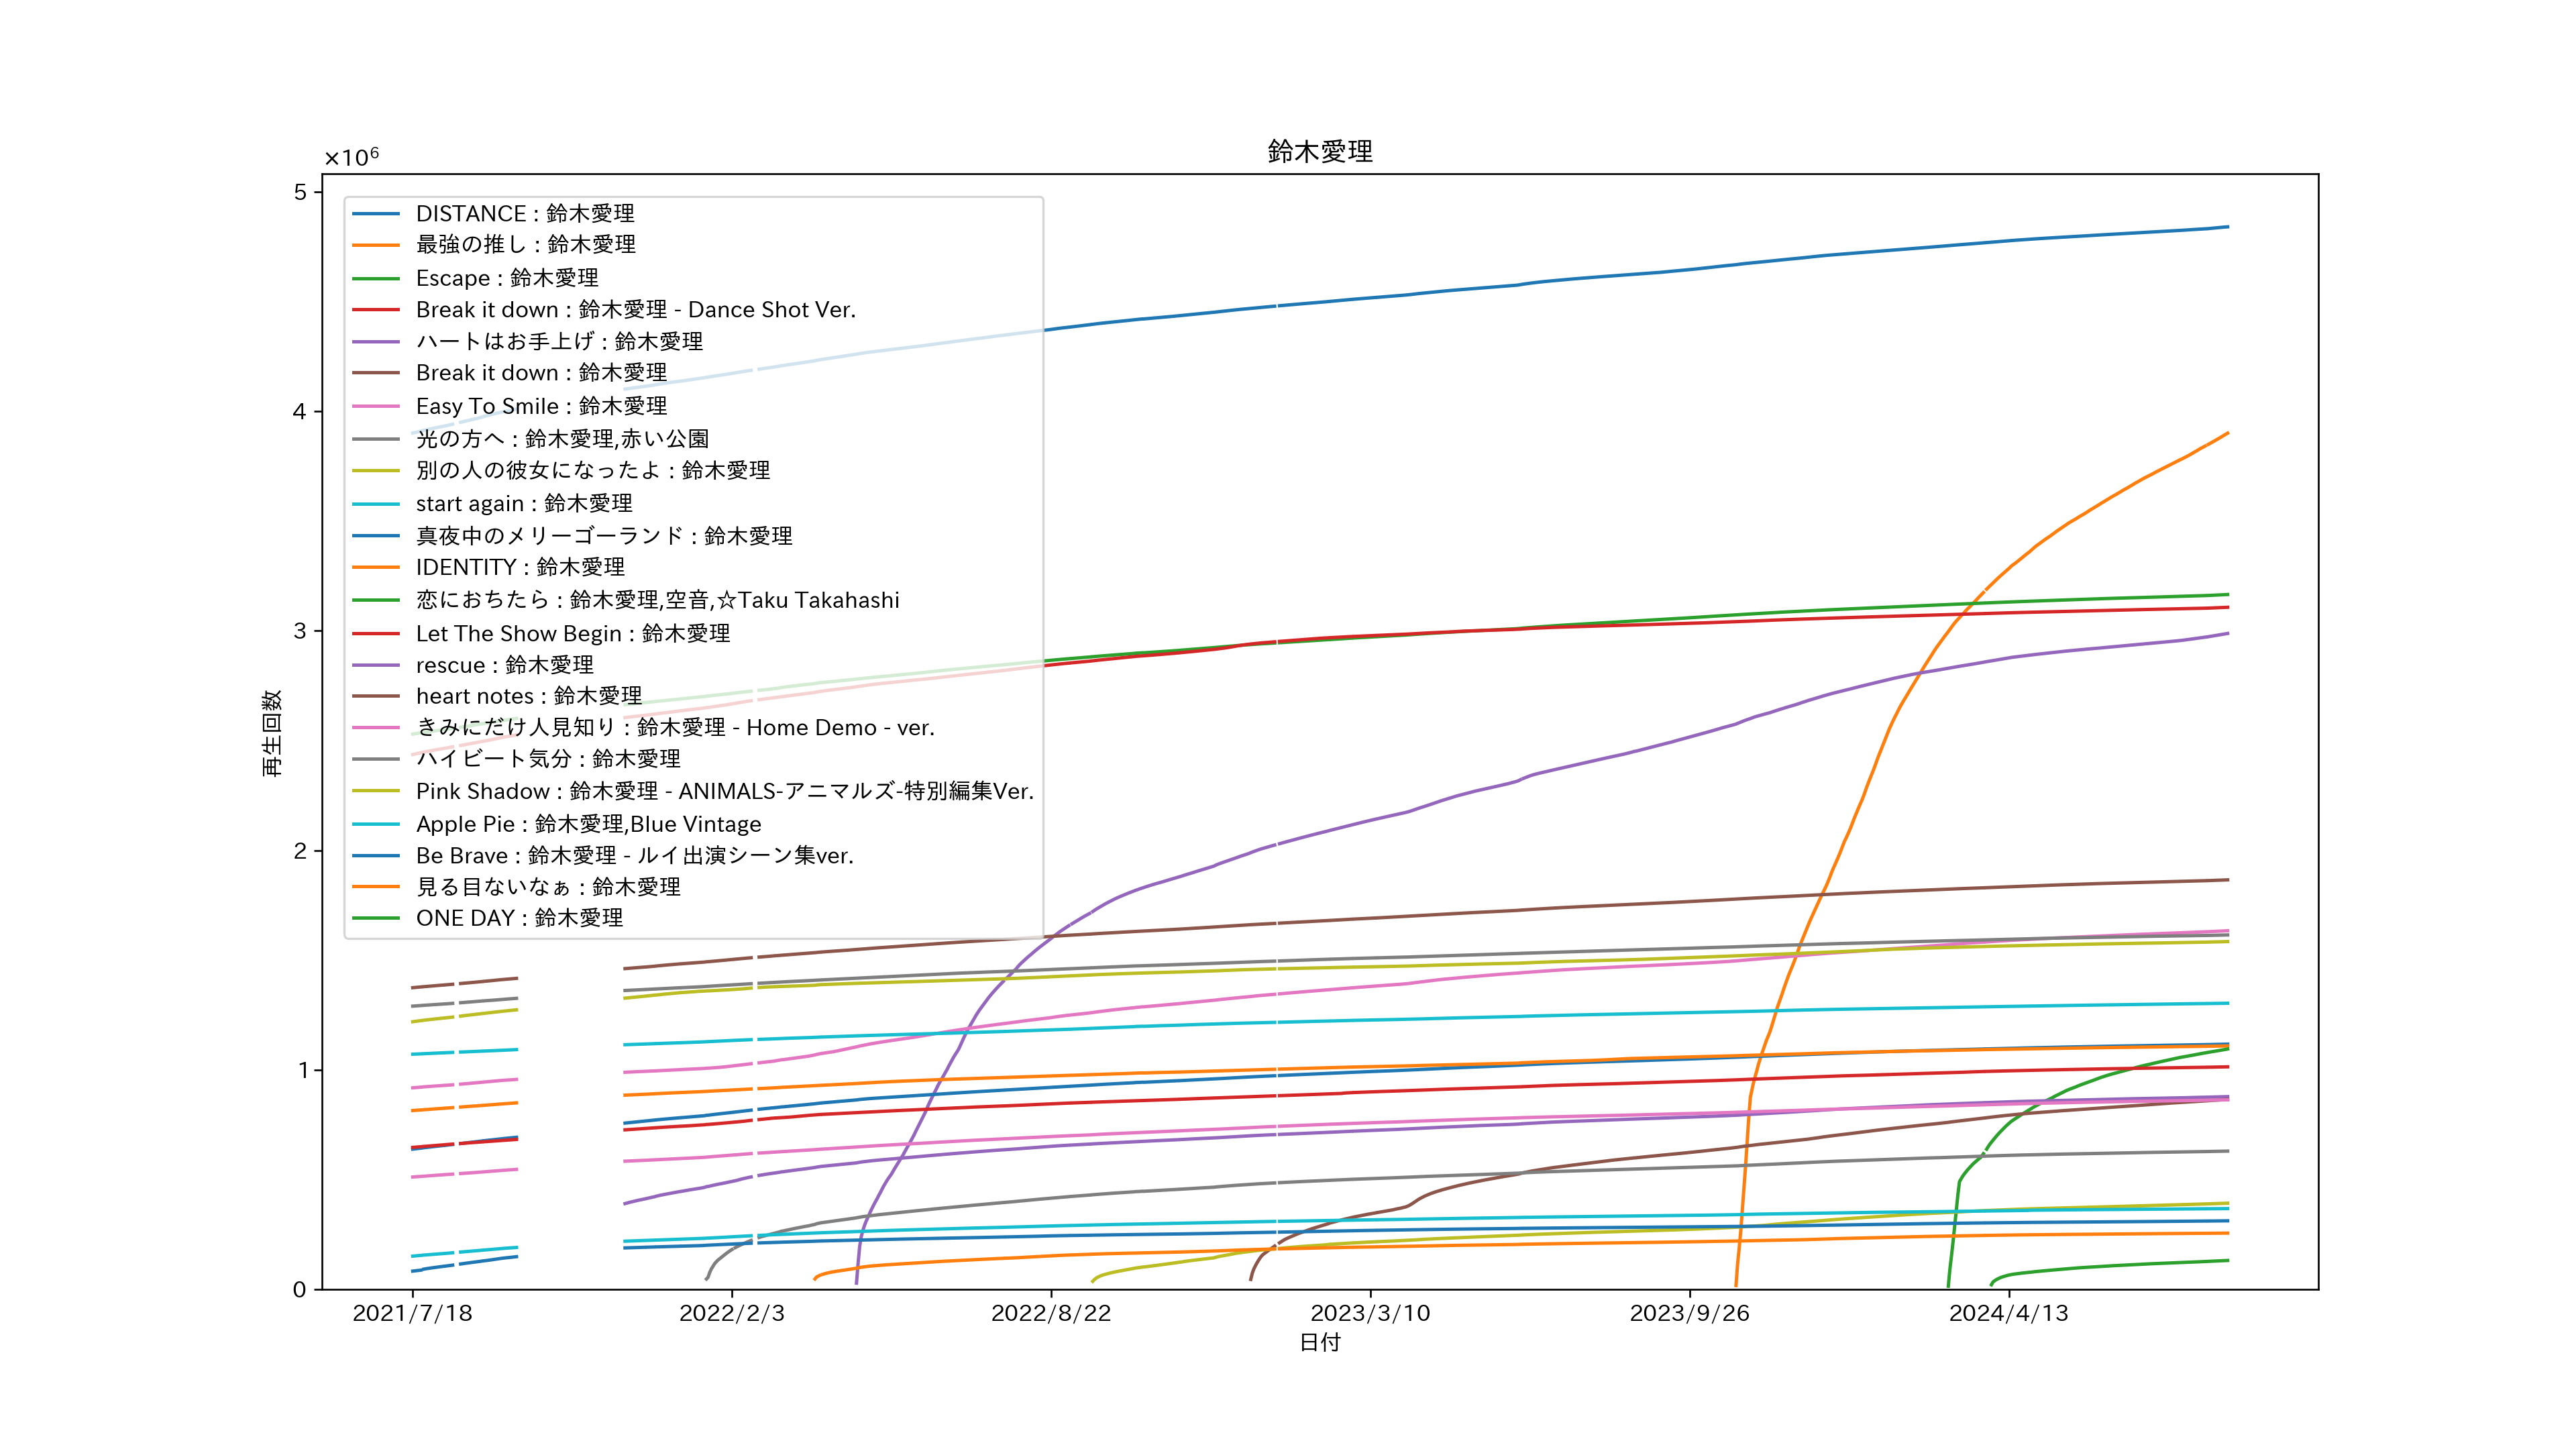 鈴木愛理
×10⁶
5
4
3
2
1
0
再生回数
DISTANCE : 鈴木愛理
最強の推し : 鈴木愛理
Escape : 鈴木愛理
Break it down : 鈴木愛理 - Dance Shot Ver.
ハートはお手上げ : 鈴木愛理
Break it down : 鈴木愛理
Easy To Smile : 鈴木愛理
光の方へ : 鈴木愛理,赤い公園
別の人の彼女になったよ : 鈴木愛理
start again : 鈴木愛理
真夜中のメリーゴーランド : 鈴木愛理
IDENTITY : 鈴木愛理
恋におちたら : 鈴木愛理,空音,☆Taku Takahashi
Let The Show Begin : 鈴木愛理
rescue : 鈴木愛理
heart notes : 鈴木愛理
きみにだけ人見知り : 鈴木愛理 - Home Demo - ver.
ハイビート気分 : 鈴木愛理
Pink Shadow : 鈴木愛理 - ANIMALS-アニマルズ-特別編集Ver.
Apple Pie : 鈴木愛理,Blue Vintage
Be Brave : 鈴木愛理 - ルイ出演シーン集ver.
見る目ないなぁ : 鈴木愛理
ONE DAY : 鈴木愛理
2021/7/18
2022/2/3
2022/8/22
2023/3/10
2023/9/26
2024/4/13
日付